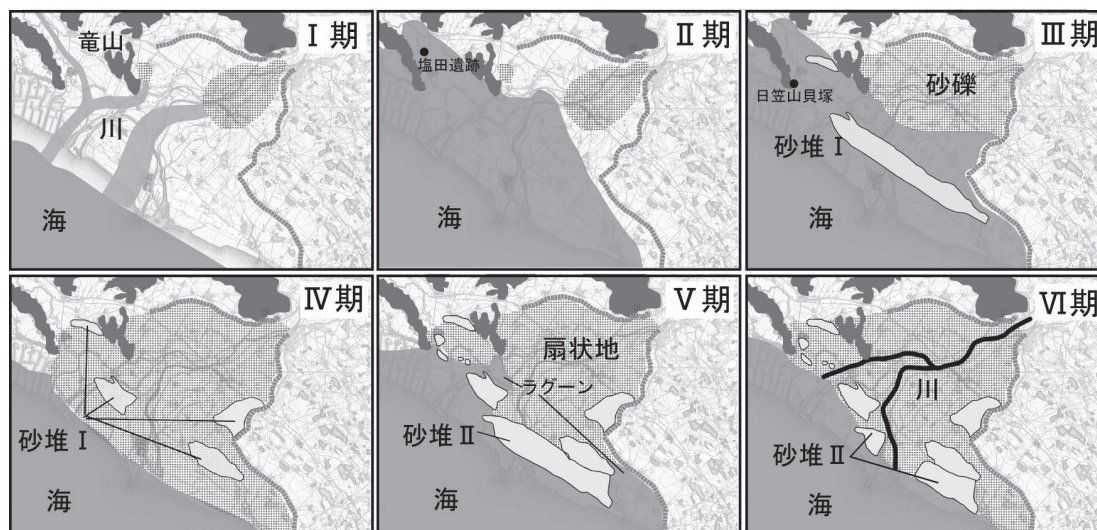 Ⅰ期
竜山
川
海
Ⅱ期
塩田遺跡
Ⅲ期
砂礫
日笠山貝塚
砂堆Ⅰ
海
Ⅳ期
砂堆Ⅰ
海
Ⅴ期
扇状地
ラグーン
砂堆Ⅱ
海
Ⅵ期
川
砂堆Ⅱ
海